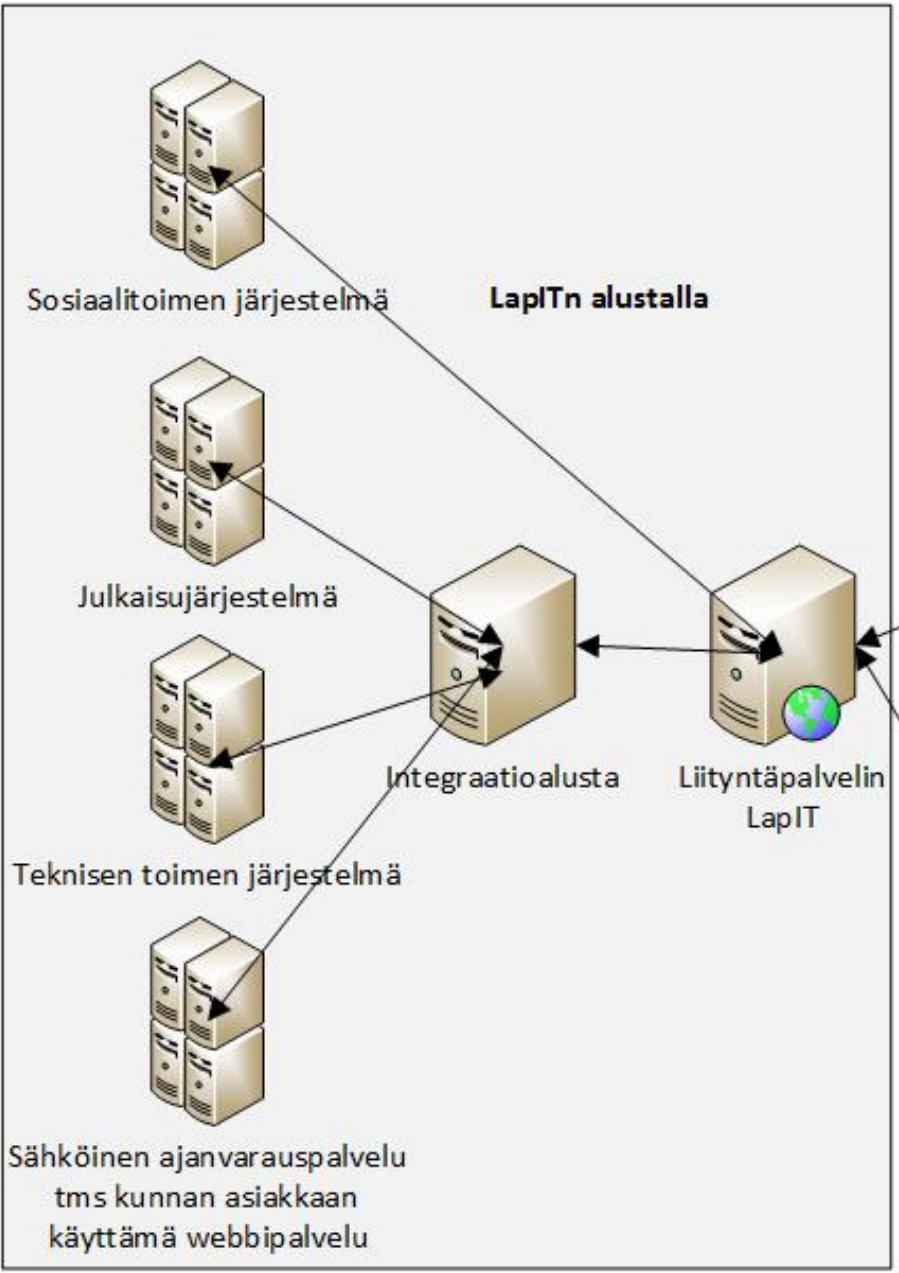 Sosiaalitoimen järjestelmä
LapITn alustalla
Julkaisujärjestelmä
Integraatioalusta
Liityntäpalvelin
LapIT
Teknisen toimen järjestelmä
Sähköinen ajanvarauspalvelu
tms kunnan asiakkaan
käyttämä webbipalvelu